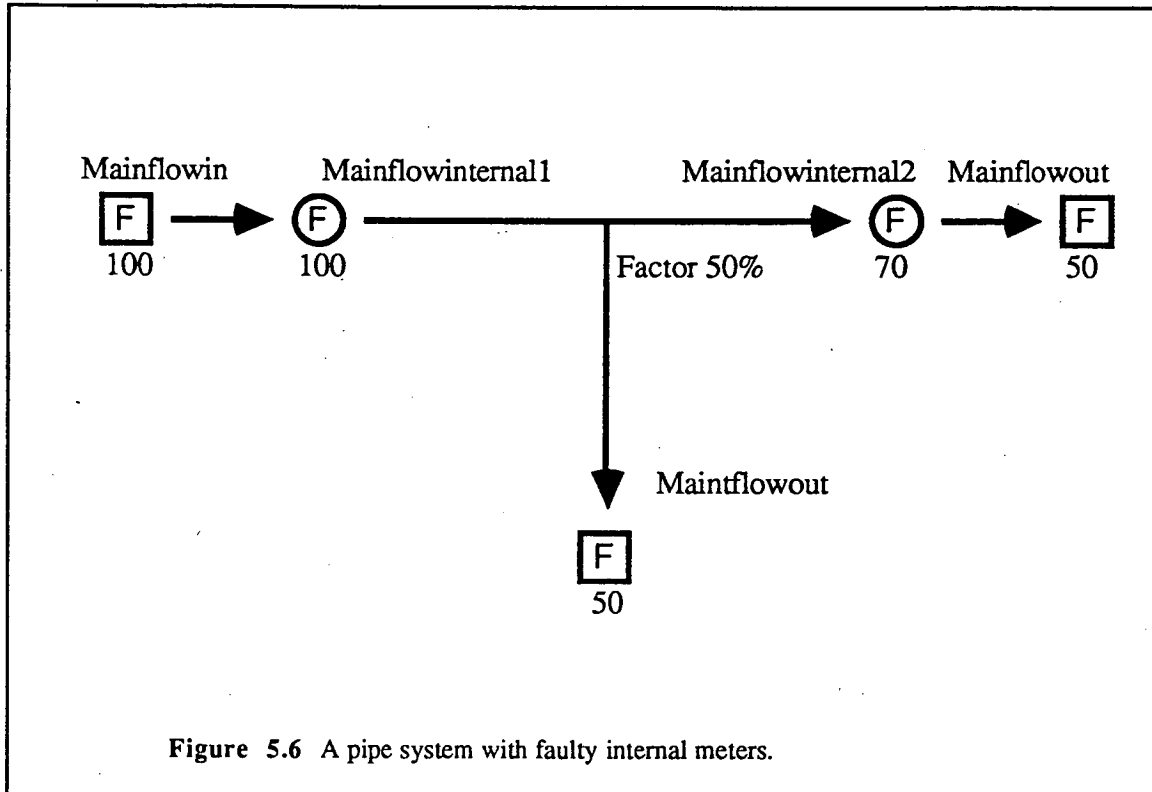 Mainflowin Mainflowinternal1 Mainflowinternal2 Mainflowout
F F F F
100 100 Factor 50% 70 50
Maintflowout
F
50
Figure 5.6 A pipe system with faulty internal meters.